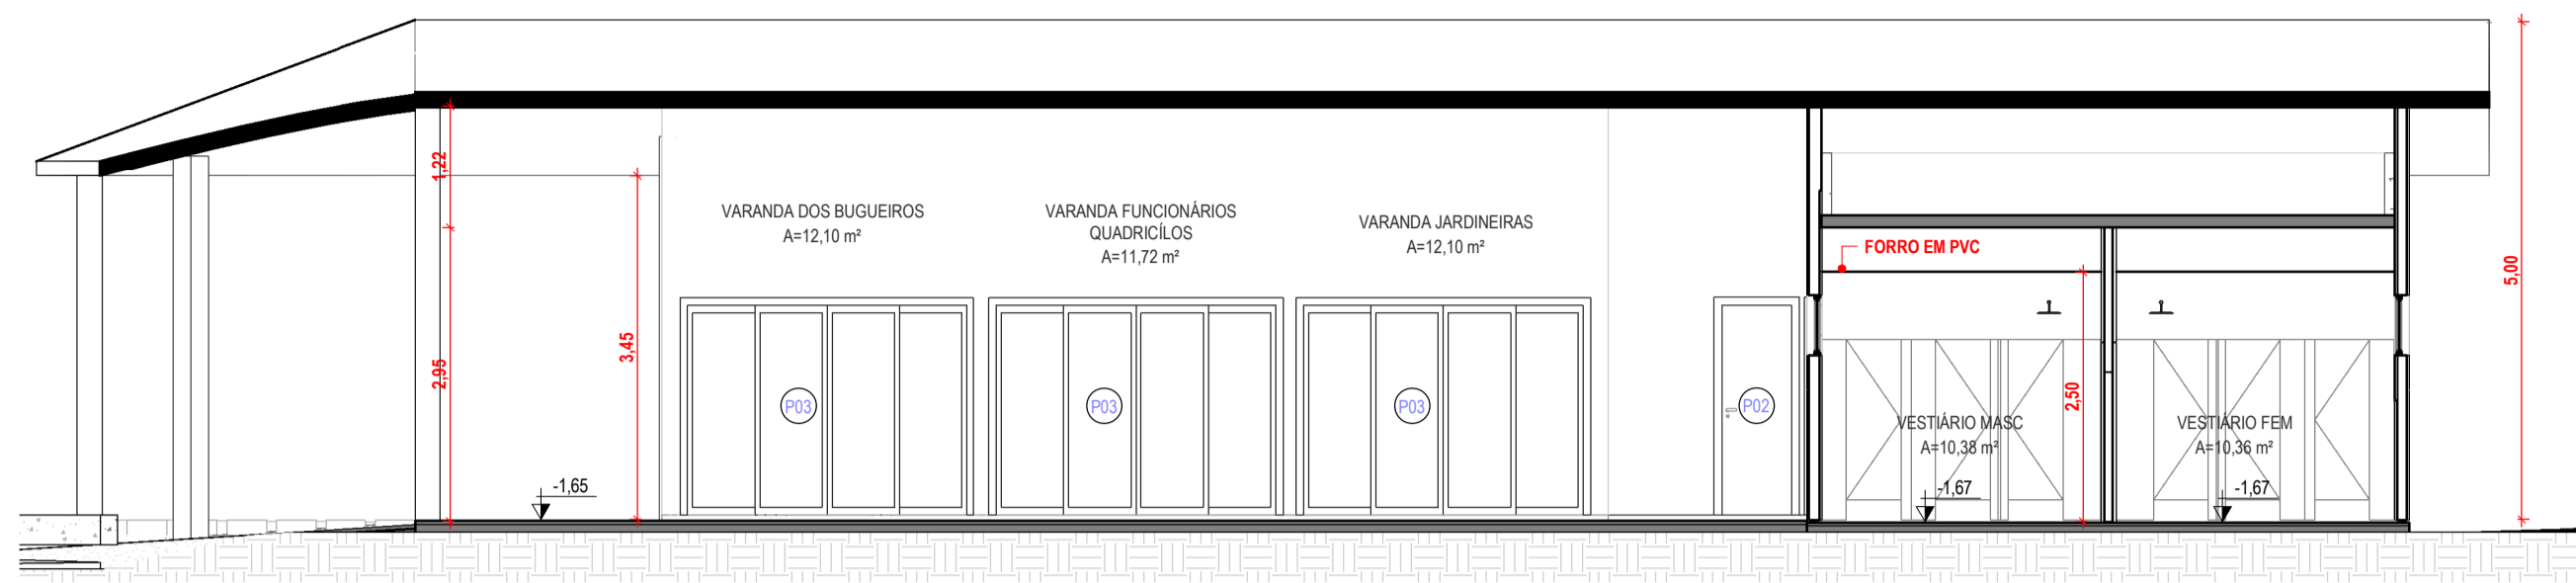 1,22
2,95
3,45
VARANDA DOS BUGUEIROS
A=12,10 m²
VARANDA FUNCIONÁRIOS
QUADRICÍLOS
A=11,72 m²
VARANDA JARDINEIRAS
A=12,10 m²
FORRO EM PVC
5,00
2,50
P03
P03
P03
P02
VESTIÁRIO MASC
A=10,38 m²
VESTIÁRIO FEM
A=10,36 m²
-1,65
-1,67
-1,67